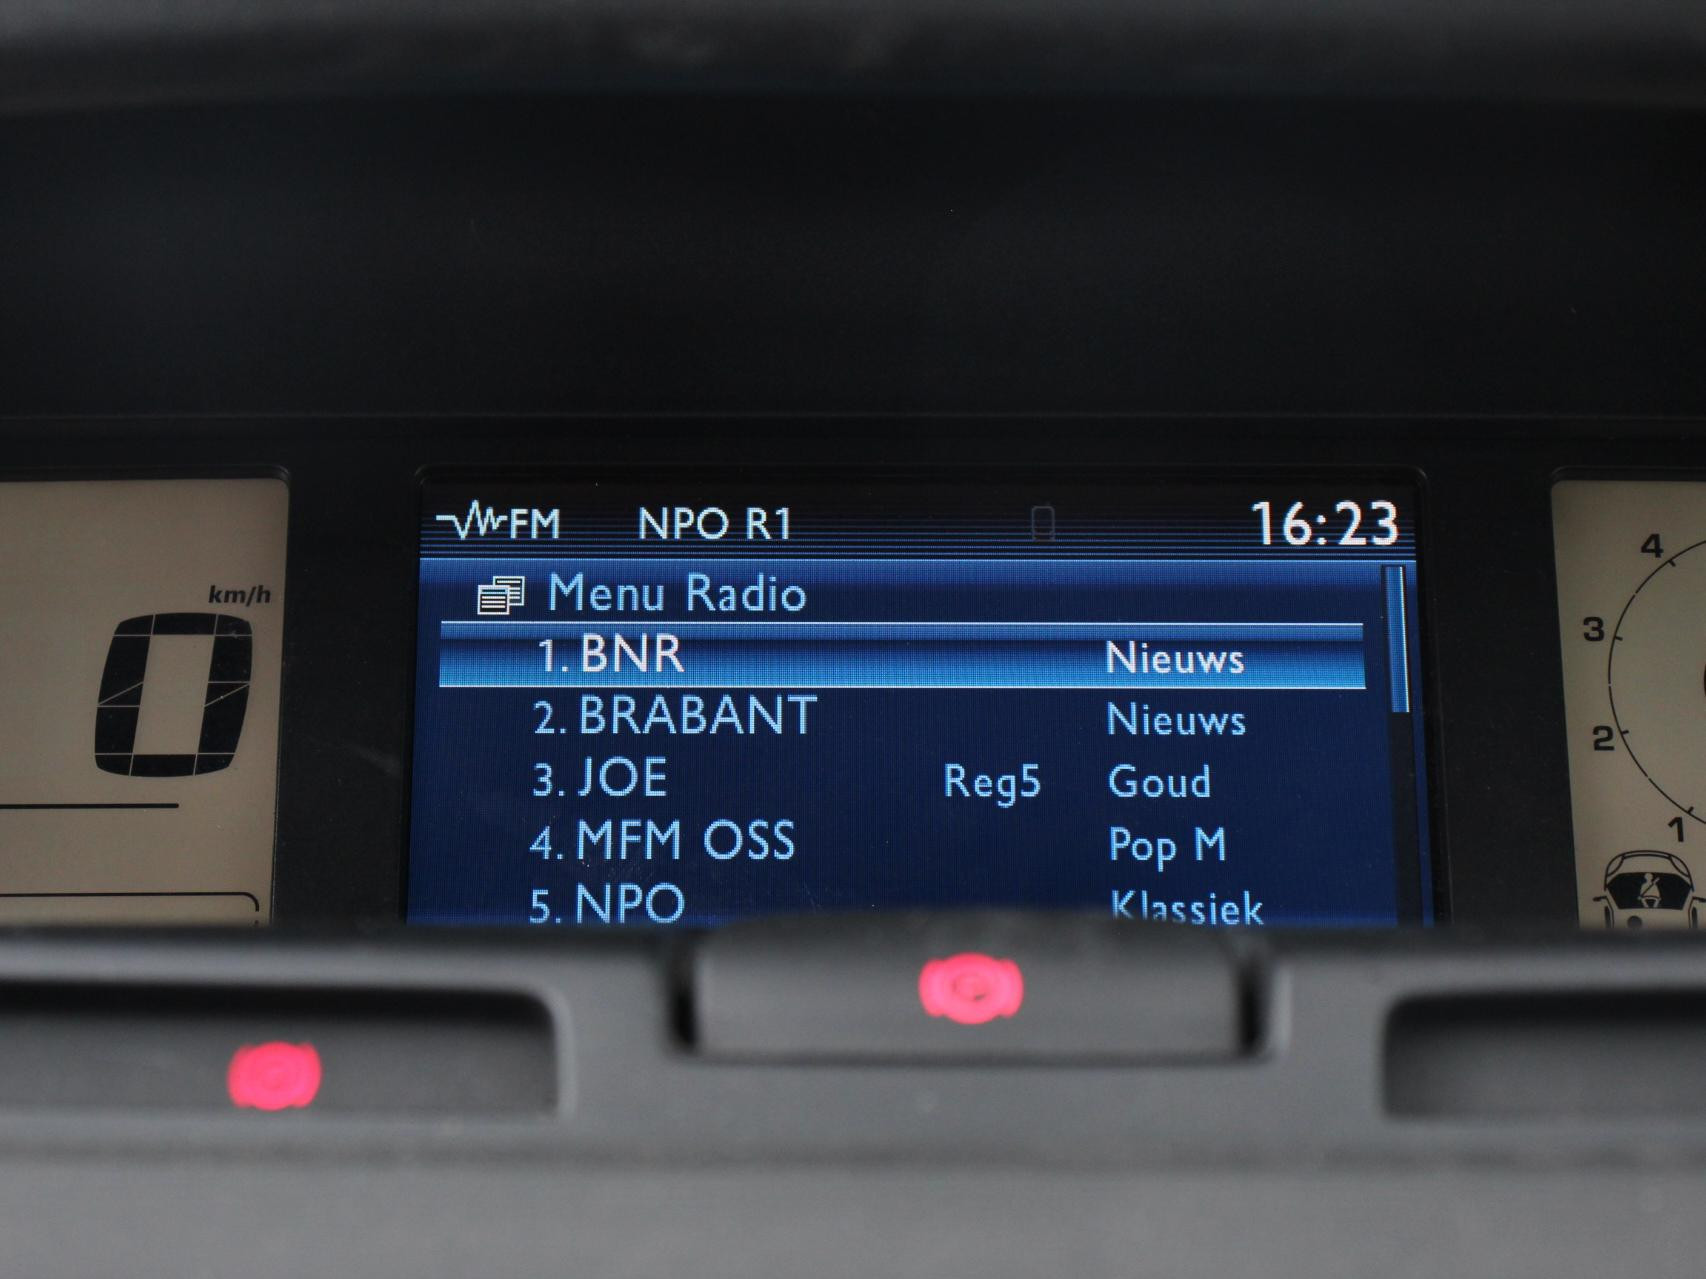 FM NPO R1 16:23
Menu Radio
1. BNR Nieuws
2. BRABANT Nieuws
3. JOE Reg5 Goud
4. MFM OSS Pop M
5. NPO Klassiek
km/h
0
4
3
2
1